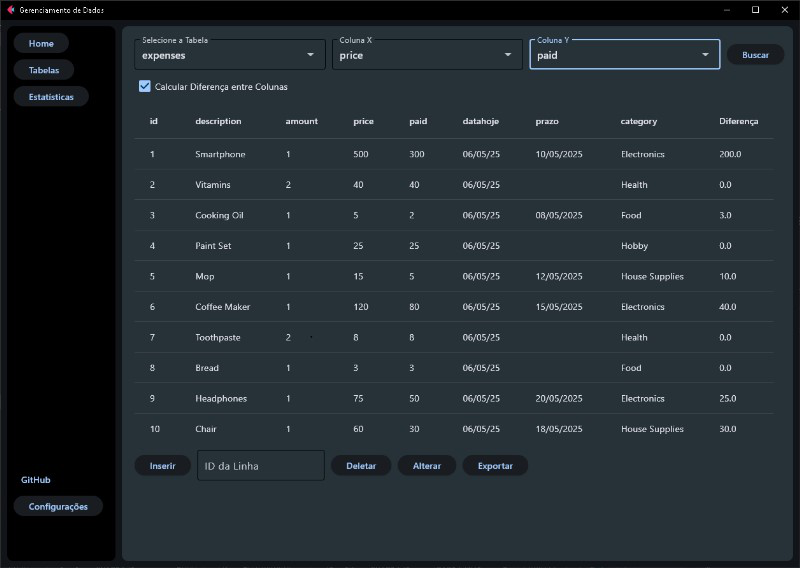 Gerenciamento de Dados
Home
Tabelas
Estatísticas
GitHub
Configurações
Selecione a Tabela Coluna X Coluna Y
expenses price paid Buscar
Calcular Diferença entre Colunas
id description amount price paid datahoje prazo category Diferença
1 Smartphone 1 500 300 06/05/25 10/05/2025 Electronics 200.0
2 Vitamins 2 40 40 06/05/25 Health 0.0
3 Cooking Oil 1 5 2 06/05/25 08/05/2025 Food 3.0
4 Paint Set 1 25 25 06/05/25 Hobby 0.0
5 Mop 1 15 5 06/05/25 12/05/2025 House Supplies 10.0
6 Coffee Maker 1 120 80 06/05/25 15/05/2025 Electronics 40.0
7 Toothpaste 2 8 8 06/05/25 Health 0.0
8 Bread 1 3 3 06/05/25 Food 0.0
9 Headphones 1 75 50 06/05/25 20/05/2025 Electronics 25.0
10 Chair 1 60 30 06/05/25 18/05/2025 House Supplies 30.0
Inserir ID da Linha Deletar Alterar Exportar